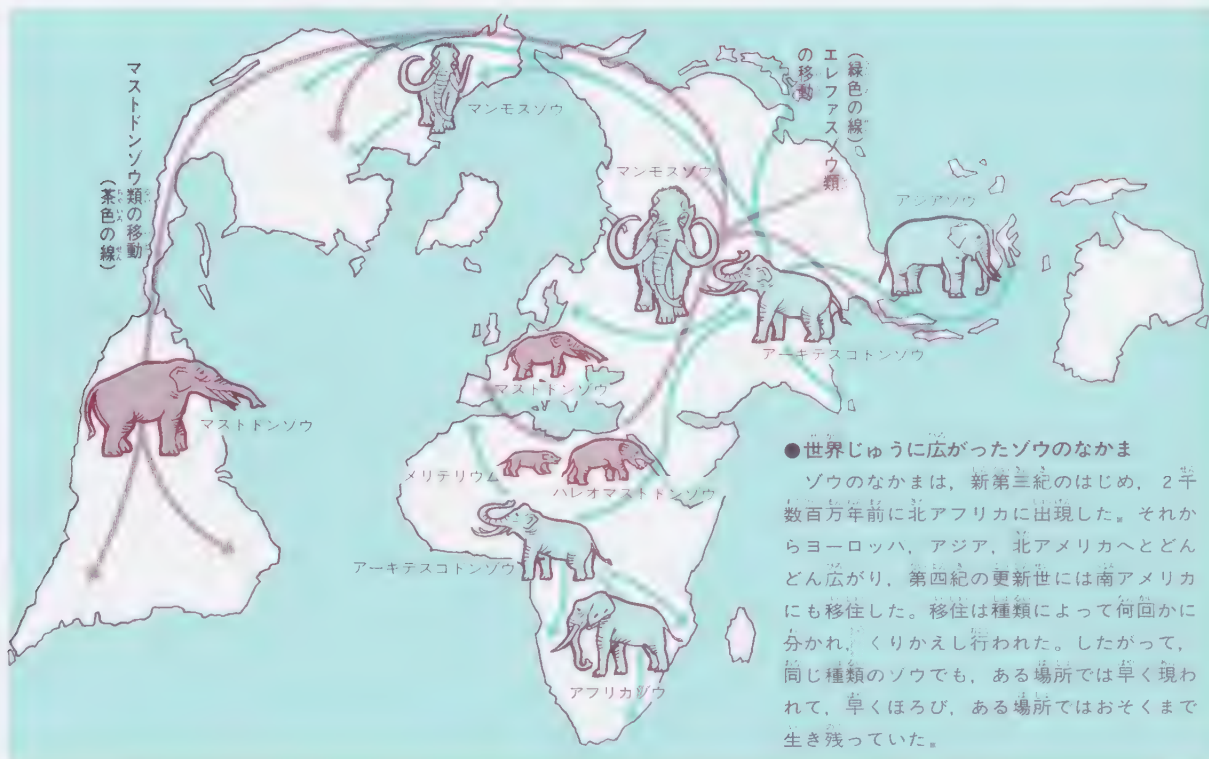 マストドンゾウ類の移動
(茶色の線)
マンモスゾウ
(緑色の線)
エレファスゾウ類
の移動
マンモスゾウ
アジアゾウ
アーキデスコトンゾウ
マストドンゾウ
マストドンゾウ
メリテリウム
パレオマストドンゾウ
アーキデスコトンゾウ
アフリカゾウ
●世界じゅうに広がったゾウのなかま
ゾウのなかまは,新第三紀のはじめ,2千
数百万年前に北アフリカに出現した。それか
らヨーロッパ,アジア,北アメリカへとどん
どん広がり,第四紀の更新世には南アメリカ
にも移住した。移住は種類によって何回かに
分かれ,くりかえし行われた。したがって,
同じ種類のゾウでも,ある場所では早く現わ
れて,早くほろび,ある場所ではおそくまで
生き残っていた。